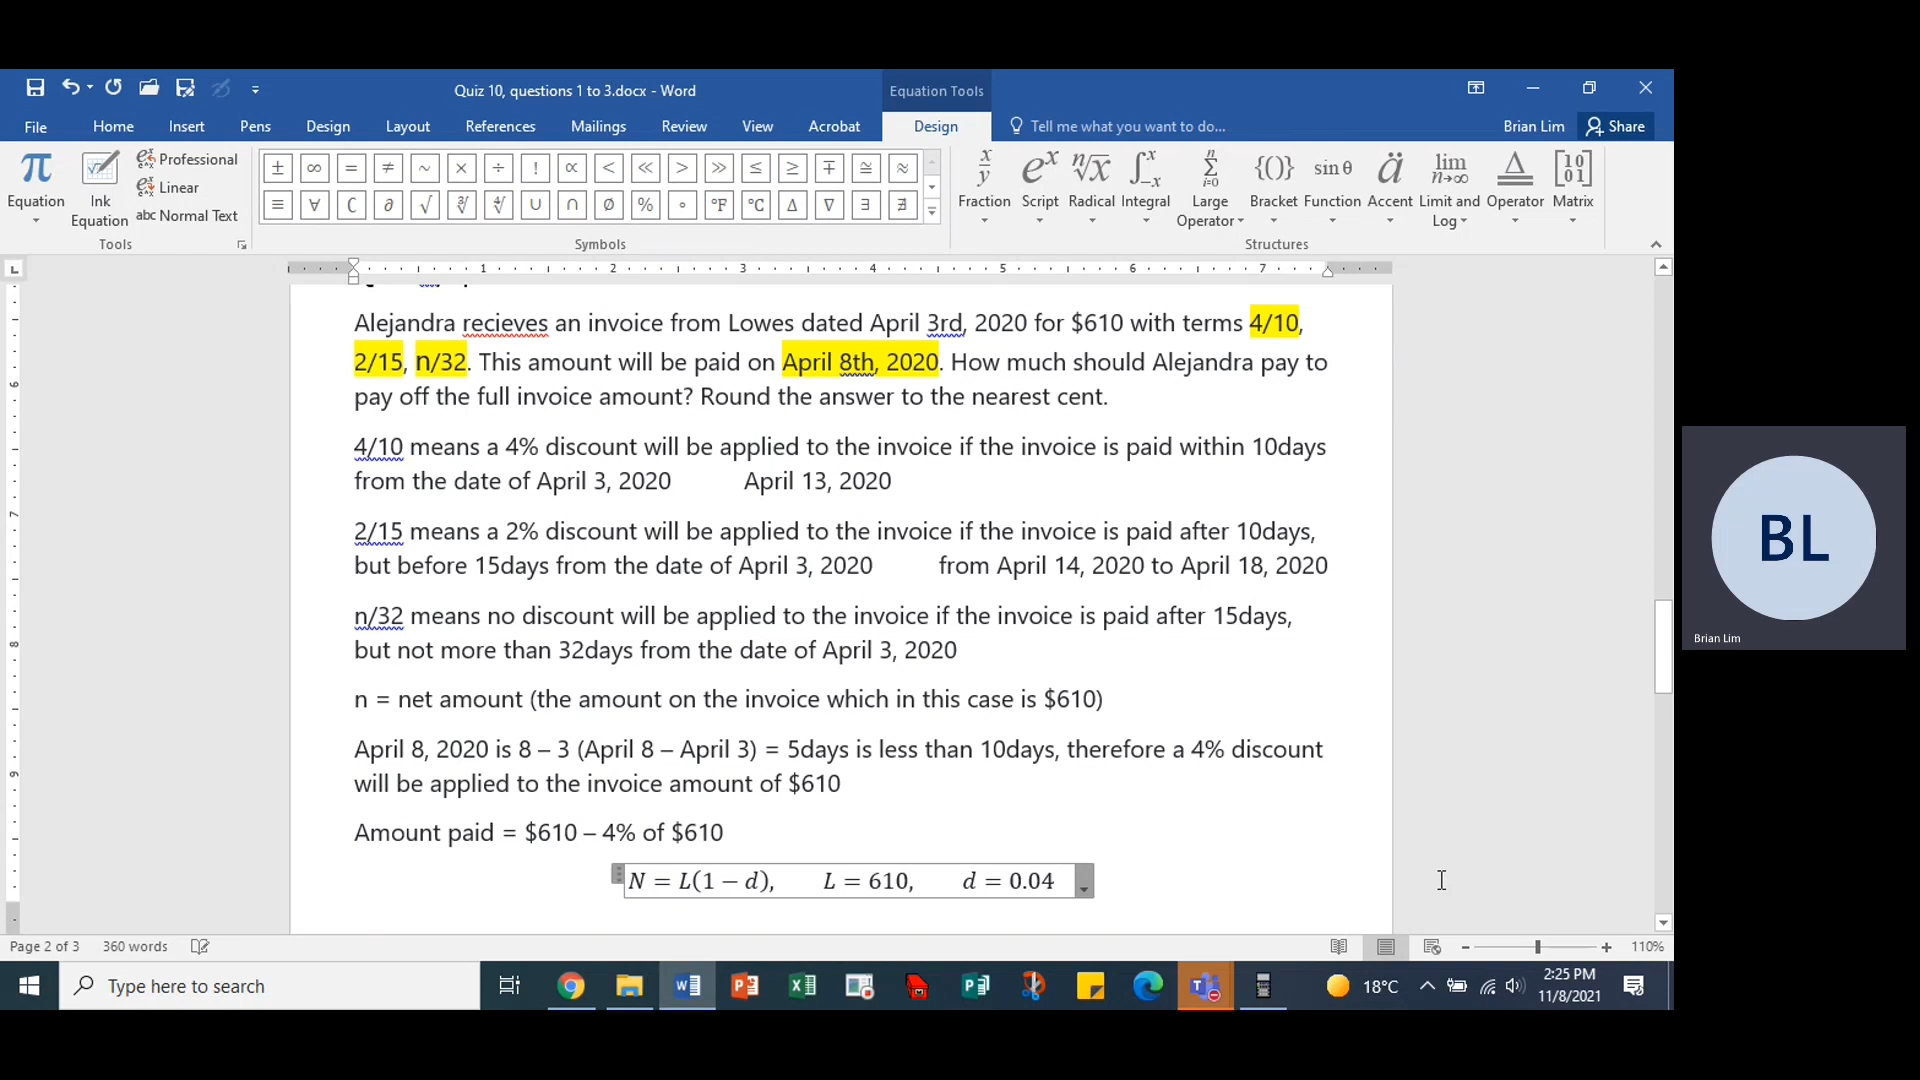 Quiz 10, questions 1 to 3.docx - Word
Equation Tools
File Home Insert Pens Design Layout References Mailings Review View Acrobat Design Tell me what you want to do... Brian Lim Share
π Equation
Ink Equation
Professional
Linear
abc Normal Text
Tools
± ∞ = ≠ ~ × ÷ ! ∝ < ≪ > ≫ ≤ ≥ ∓ ≅ ≈
≡ ∀ ∁ ∂ √ ∛ ∜ ∪ ∩ ∅ % ° °F °C ∆ ∇ ∃ ∄
Symbols
Fraction Script Radical Integral Large Operator Bracket Function Accent Limit and Log Operator Matrix
Structures
1 2 3 4 5 6 7
Alejandra recieves an invoice from Lowes dated April 3rd, 2020 for $610 with terms 4/10,
2/15, n/32. This amount will be paid on April 8th, 2020. How much should Alejandra pay to
pay off the full invoice amount? Round the answer to the nearest cent.
4/10 means a 4% discount will be applied to the invoice if the invoice is paid within 10days
from the date of April 3, 2020 April 13, 2020
2/15 means a 2% discount will be applied to the invoice if the invoice is paid after 10days,
but before 15days from the date of April 3, 2020 from April 14, 2020 to April 18, 2020
n/32 means no discount will be applied to the invoice if the invoice is paid after 15days,
but not more than 32days from the date of April 3, 2020
n = net amount (the amount on the invoice which in this case is $610)
April 8, 2020 is 8 – 3 (April 8 – April 3) = 5days is less than 10days, therefore a 4% discount
will be applied to the invoice amount of $610
Amount paid = $610 – 4% of $610
N = L(1 − d), L = 610, d = 0.04
BL
Brian Lim
Page 2 of 3 360 words 110%
Type here to search
18°C
2:25 PM
11/8/2021